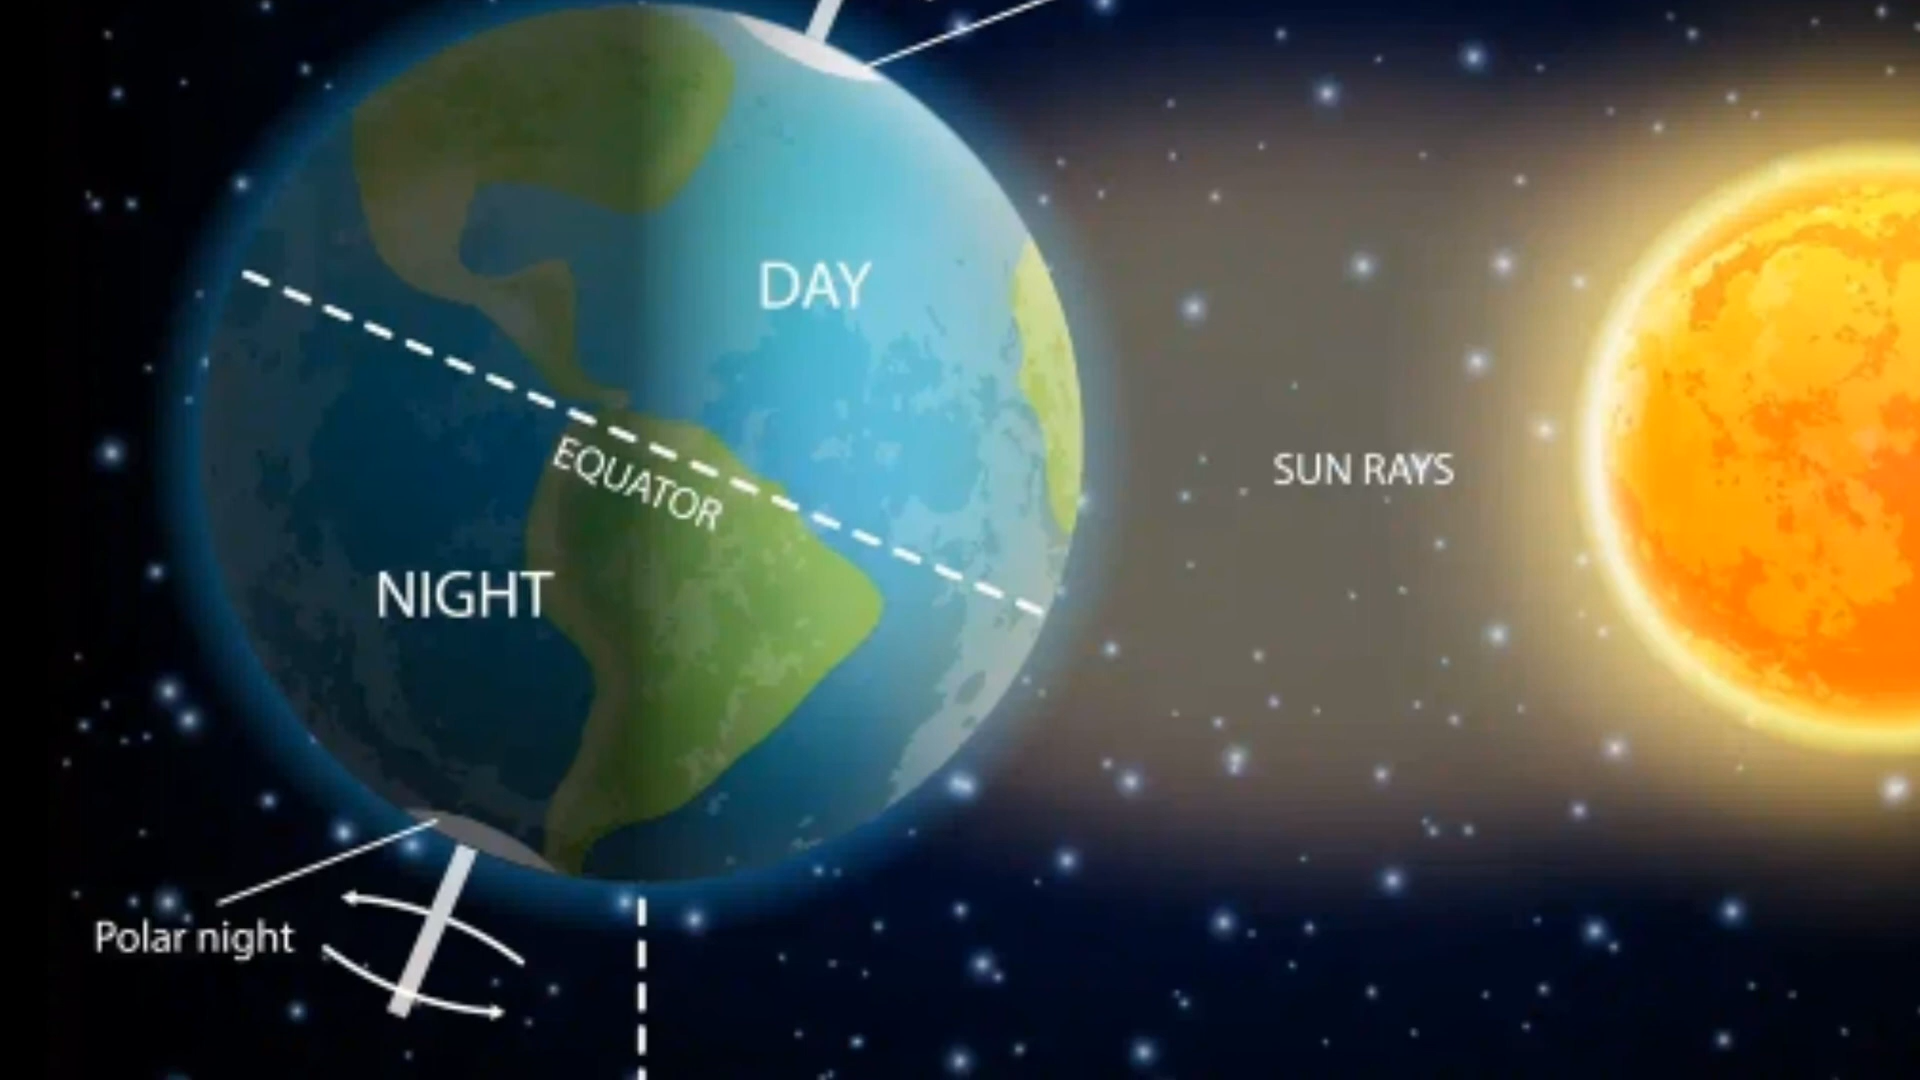 DAY
EQUATOR
SUN RAYS
NIGHT
Polar night